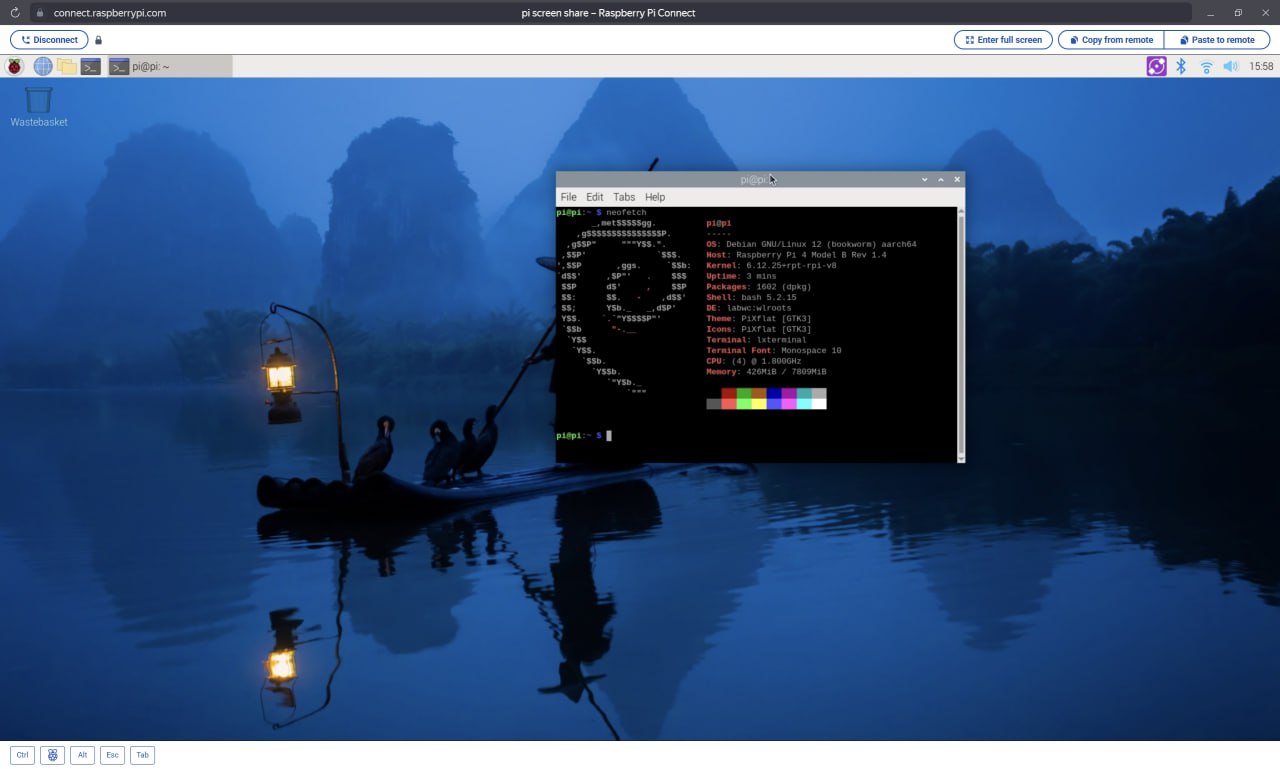 connect.raspberrypi.com
pi screen share – Raspberry Pi Connect
Disconnect
Enter full screen
Copy from remote
Paste to remote
pi@pi: ~
15:58
Wastebasket
pi@pi: ~
File Edit Tabs Help
pi@pi:~ $ neofetch
_,met$$$$$gg.
,g$$$$$$$$$$$$$$$P.
,g$$P" """Y$$.".
,$$P' `$$$.
',$$P ,ggs. `$$b:
`d$$' ,$P"' . $$$
$$P d$' , $$P
$$: $$. - ,d$$'
$$; Y$b._ _,d$P'
Y$$. `.`"Y$$$$P"'
`$$b "-.__
`Y$$
`Y$$.
`$$b.
`Y$$b.
`"Y$b._
`"""
pi@pi
-----
OS: Debian GNU/Linux 12 (bookworm) aarch64
Host: Raspberry Pi 4 Model B Rev 1.4
Kernel: 6.12.25+rpt-rpi-v8
Uptime: 3 mins
Packages: 1602 (dpkg)
Shell: bash 5.2.15
DE: labwc:wlroots
Theme: PiXflat [GTK3]
Icons: PiXflat [GTK3]
Terminal: lxterminal
Terminal Font: Monospace 10
CPU: (4) @ 1.800GHz
Memory: 426MiB / 7809MiB
pi@pi:~ $
Ctrl
Alt
Esc
Tab